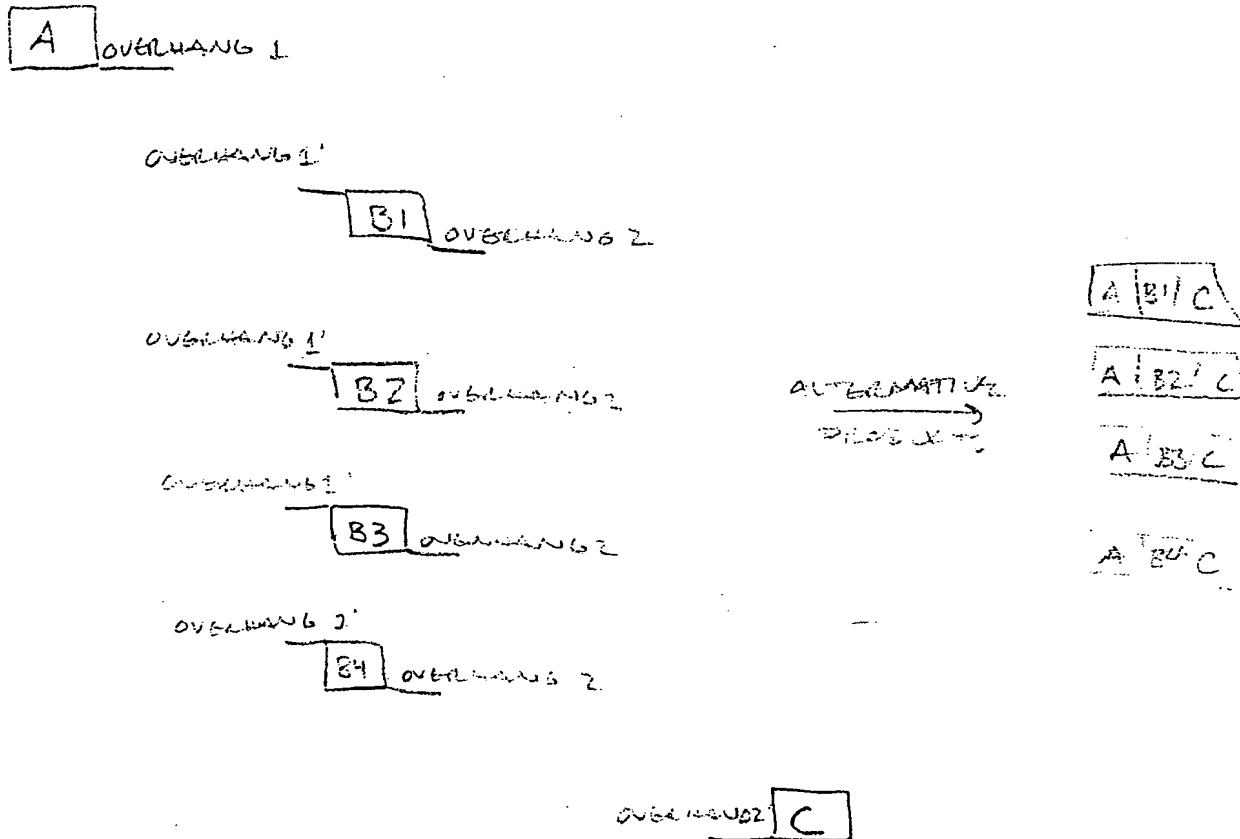 A OVERHANG 1
OVERHANG 1'
B1 OVERHANG 2
A B1 C
OVERHANG 1'
B2 OVERHANG 2
ALTERNATIVE
PRODUCTS
A B2 C
OVERHANG 1'
B3 OVERHANG 2
A B3 C
A B4 C
OVERHANG 1'
B4 OVERHANG 2
OVERHANG 2' C